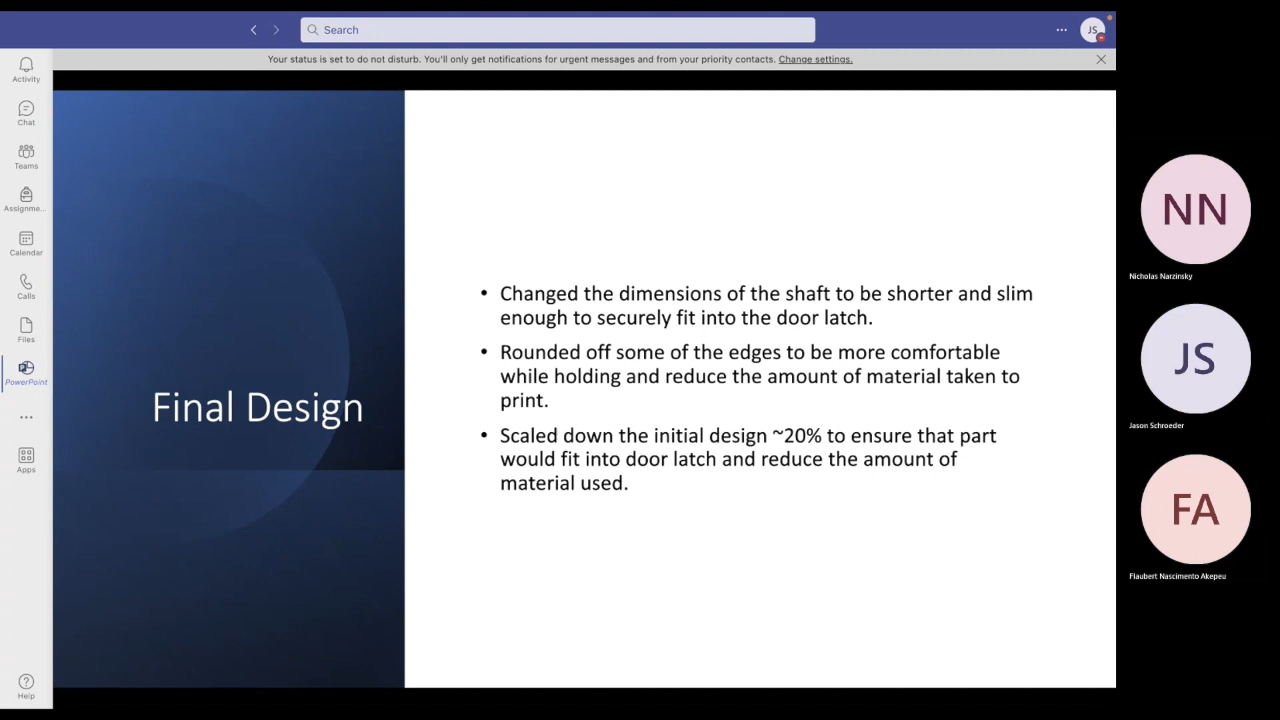 Search
JS
Your status is set to do not disturb. You'll only get notifications for urgent messages and from your priority contacts. Change settings.
Activity
Chat
Teams
Assignme...
Calendar
Calls
Files
PowerPoint
Apps
Help
Final Design
• Changed the dimensions of the shaft to be shorter and slim
enough to securely fit into the door latch.
• Rounded off some of the edges to be more comfortable
while holding and reduce the amount of material taken to
print.
• Scaled down the initial design ~20% to ensure that part
would fit into door latch and reduce the amount of
material used.
NN
Nicholas Narzinsky
JS
Jason Schroeder
FA
Flaubert Nascimento Akepeu